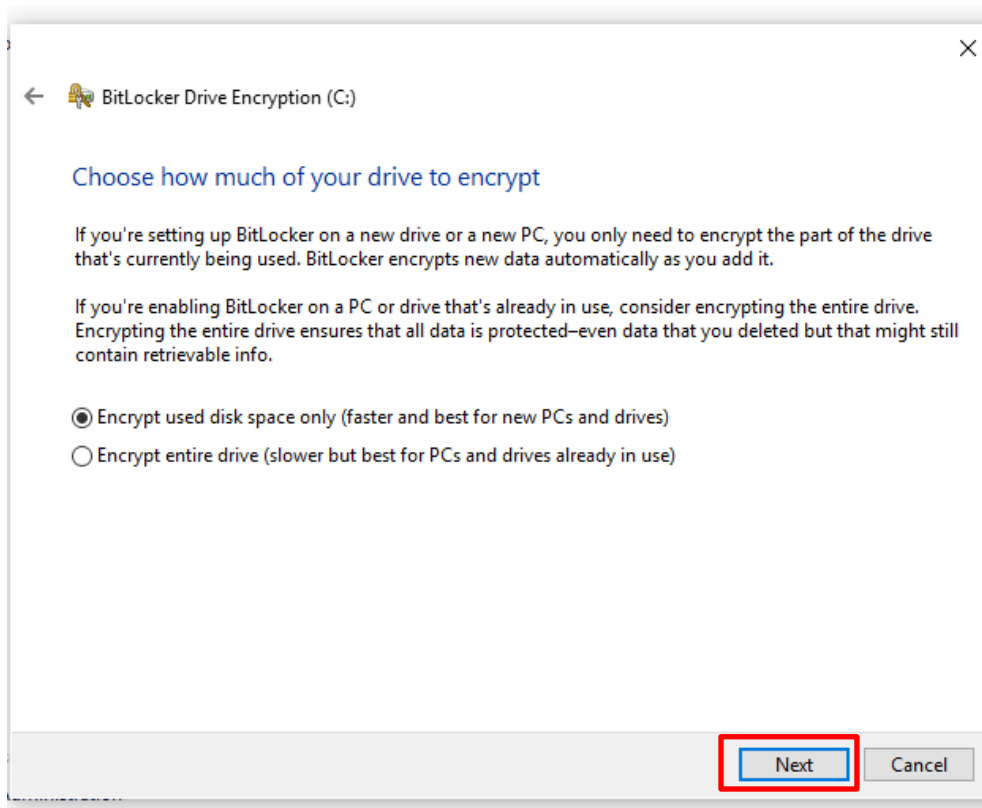 BitLocker Drive Encryption (C:)
Choose how much of your drive to encrypt
If you're setting up BitLocker on a new drive or a new PC, you only need to encrypt the part of the drive
that's currently being used. BitLocker encrypts new data automatically as you add it.
If you're enabling BitLocker on a PC or drive that's already in use, consider encrypting the entire drive.
Encrypting the entire drive ensures that all data is protected–even data that you deleted but that might still
contain retrievable info.
Encrypt used disk space only (faster and best for new PCs and drives)
Encrypt entire drive (slower but best for PCs and drives already in use)
Next Cancel